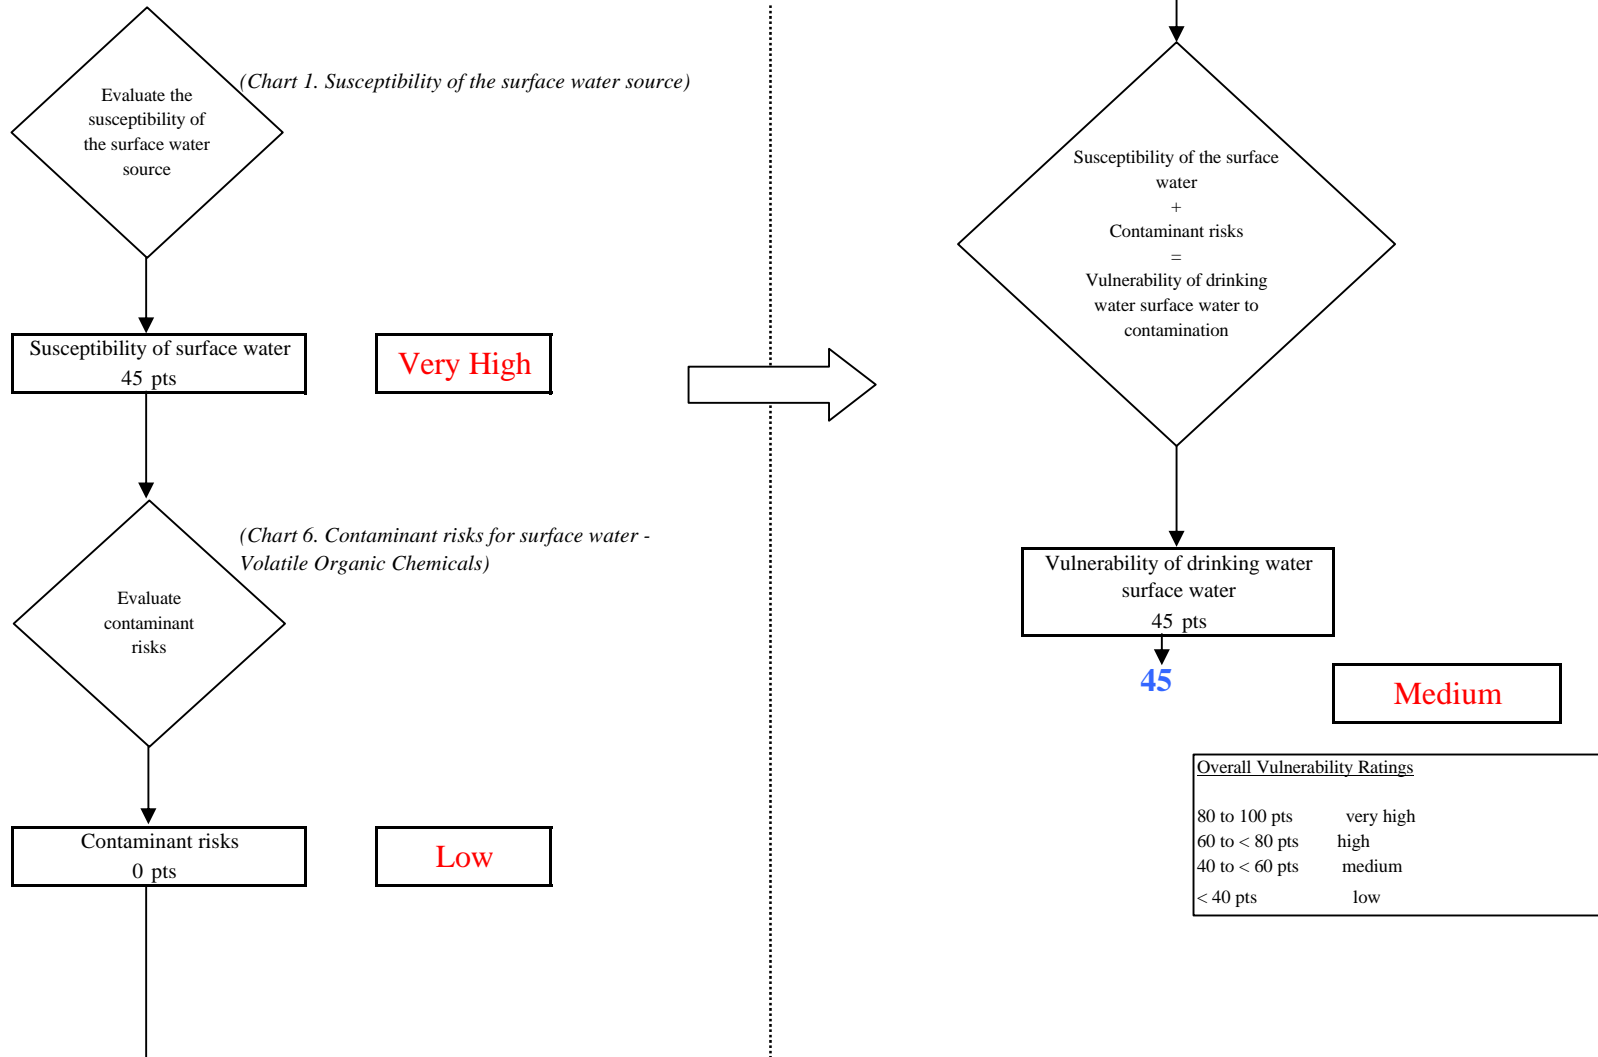 Evaluate the
susceptibility of
the surface water
source
(Chart 1. Susceptibility of the surface water source)
Susceptibility of surface water
45 pts
Very High
(Chart 6. Contaminant risks for surface water -
Volatile Organic Chemicals)
Evaluate
contaminant
risks
Contaminant risks
0 pts
Low
Susceptibility of the surface
water
+
Contaminant risks
=
Vulnerability of drinking
water surface water to
contamination
Vulnerability of drinking water
surface water
45 pts
45
Medium
Overall Vulnerability Ratings
80 to 100 pts very high
60 to < 80 pts high
40 to < 60 pts medium
< 40 pts low